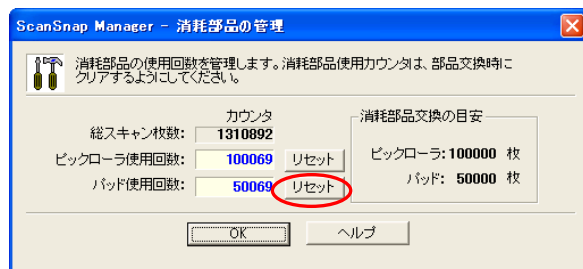 ScanSnap Manager - 消耗部品の管理
消耗部品の使用回数を管理します。消耗部品使用カウンタは、部品交換時に
クリアするようにしてください。
カウンタ
総スキャン枚数: 1310892
ピックローラ使用回数: 100069 リセット
パッド使用回数: 50069 リセット
消耗部品交換の目安
ピックローラ: 100000 枚
パッド: 50000 枚
OK
ヘルプ